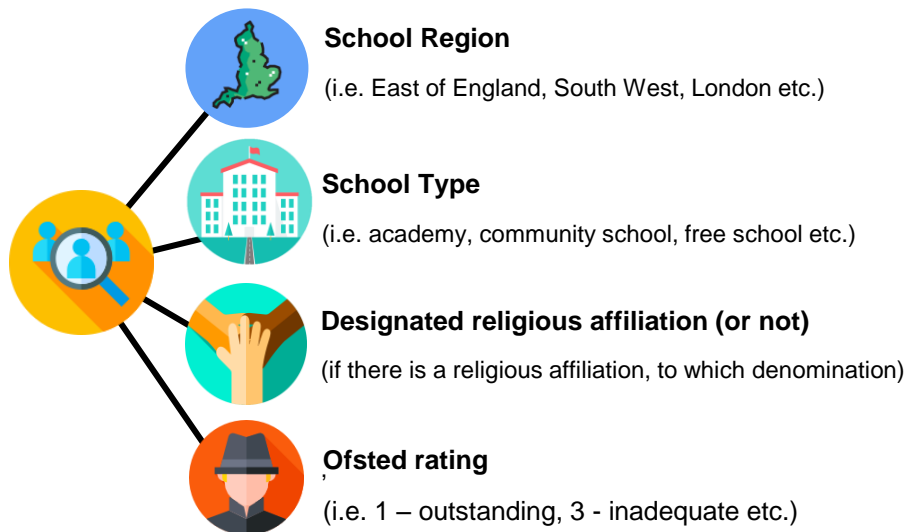 School Region
(i.e. East of England, South West, London etc.)
School Type
(i.e. academy, community school, free school etc.)
Designated religious affiliation (or not)
(if there is a religious affiliation, to which denomination)
Ofsted rating
,
(i.e. 1 – outstanding, 3 - inadequate etc.)